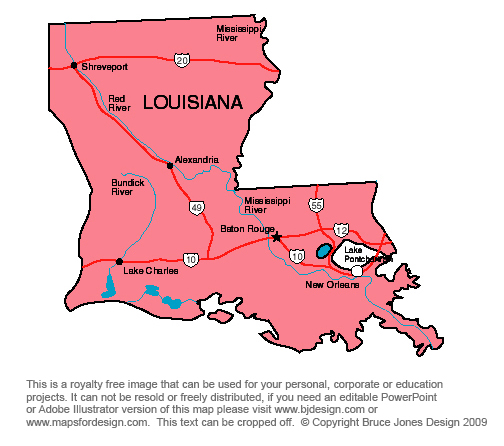 Mississippi
River
20
Shreveport
Red
River
LOUISIANA
Alexandria
Bundick
River
Mississippi
River
49
55
Baton Rouge
12
Lake
10
10
Lake Charles
New Orleans
This is a royalty free image that can be used for your personal, corporate or education
projects. It can not be resold or freely distributed, if you need an editable PowerPoint
or Adobe Illustrator version of this map please visit www.bjdesign.com or
www.mapsfordesign.com. This text can be cropped off. © Copyright Bruce Jones Design 2009